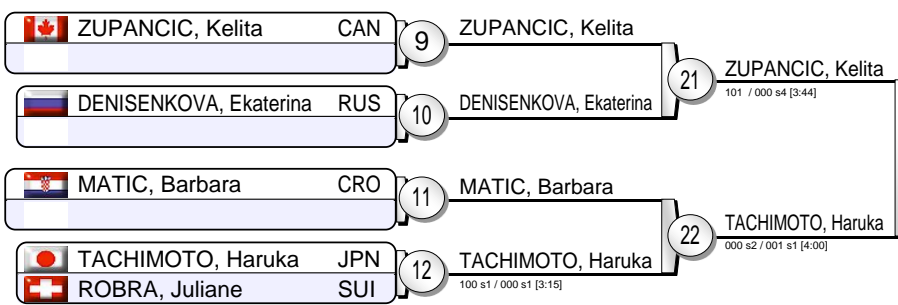 ZUPANCIC, Kelita CAN
9
ZUPANCIC, Kelita
21
ZUPANCIC, Kelita
101 / 000 s4 [3:44]
DENISENKOVA, Ekaterina RUS
10
DENISENKOVA, Ekaterina
MATIC, Barbara CRO
11
MATIC, Barbara
22
TACHIMOTO, Haruka
000 s2 / 001 s1 [4:00]
TACHIMOTO, Haruka JPN
ROBRA, Juliane SUI
12
TACHIMOTO, Haruka
100 s1 / 000 s1 [3:15]